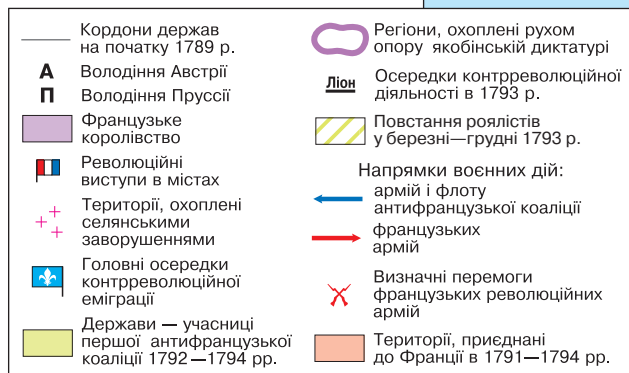 Кордони держав
на початку 1789 р.
А Володіння Австрії
П Володіння Пруссії
Французьке
королівство
Революційні
виступи в містах
Території, охоплені
селянськими
заворушеннями
Головні осередки
контрреволюційної
еміграції
Держави — учасниці
першої антифранцузької
коаліції 1792—1794 рр.
Регіони, охоплені рухом
опору якобінській диктатурі
Ліон Осередки контрреволюційної
діяльності в 1793 р.
Повстання роялістів
у березні—грудні 1793 р.
Напрямки воєнних дій:
армій і флоту
антифранцузької коаліції
французьких
армій
Визначні перемоги
французьких революційних
армій
Території, приєднані
до Франції в 1791—1794 рр.